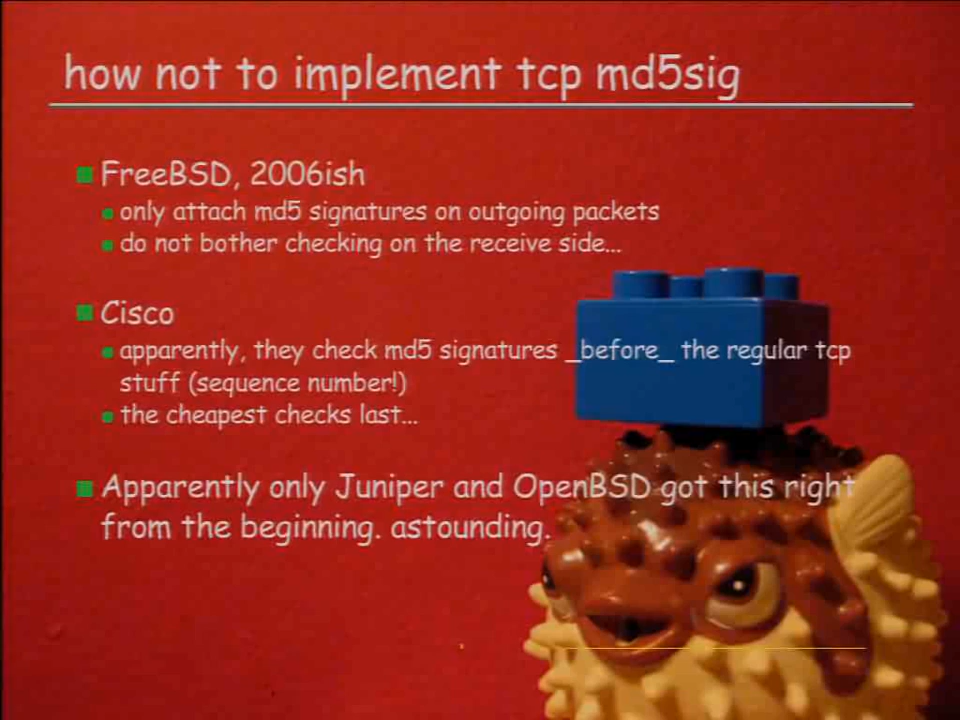 how not to implement tcp md5sig
FreeBSD, 2006ish
only attach md5 signatures on outgoing packets
do not bother checking on the receive side...
Cisco
apparently, they check md5 signatures _before_ the regular tcp
stuff (sequence number!)
the cheapest checks last...
Apparently only Juniper and OpenBSD got this right
from the beginning. astounding.